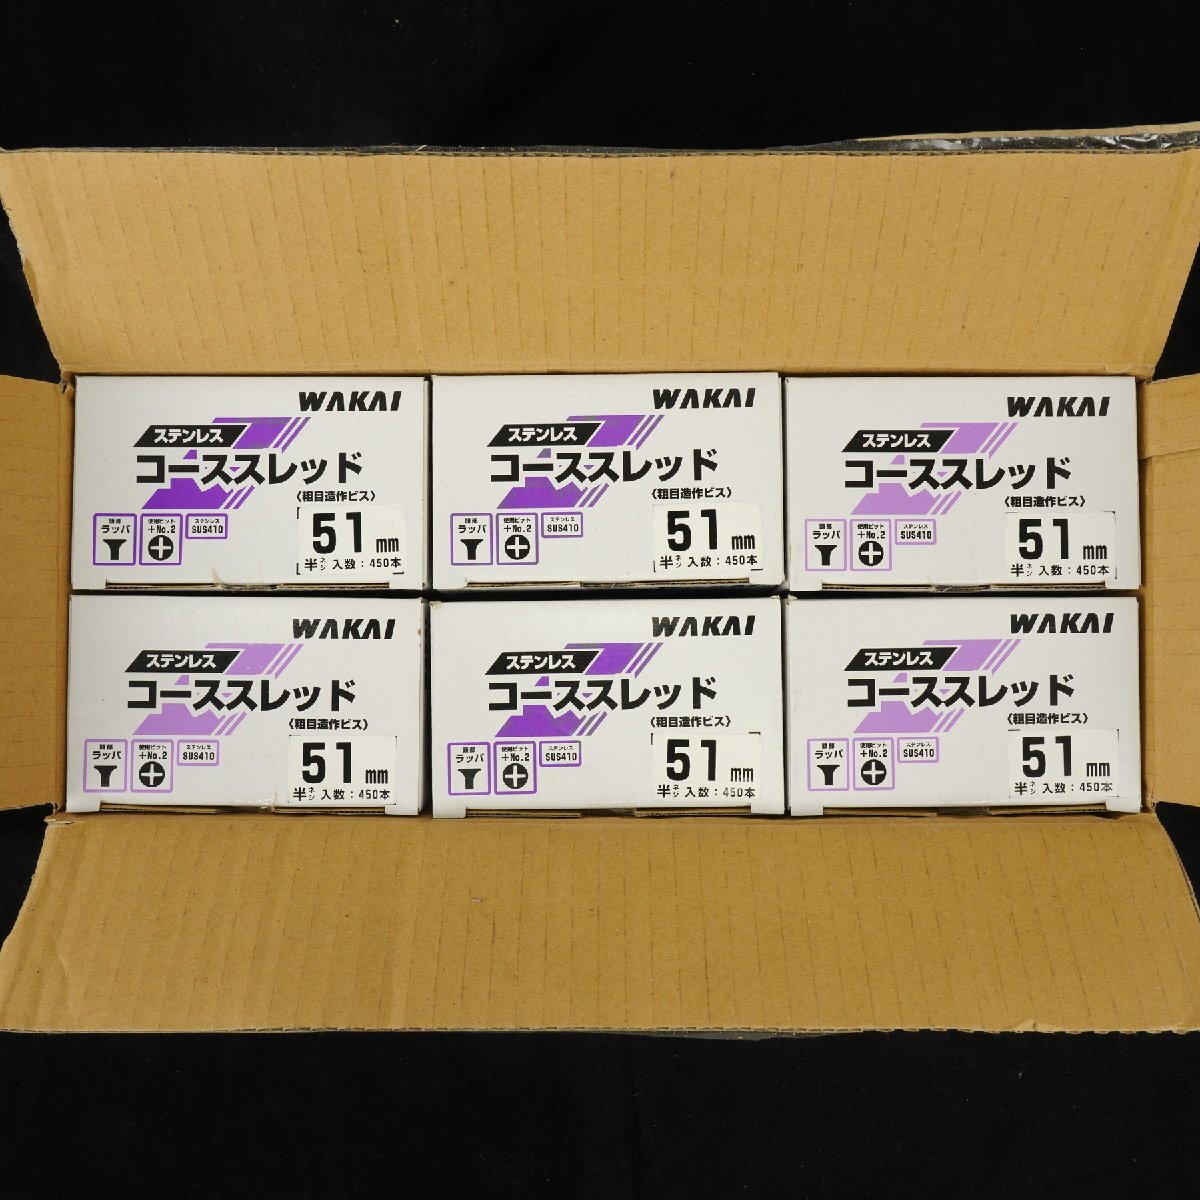 WAKAI
ステンレス
コーススレッド
〈粗目造作ビス〉
頭部 ラッパ
使用ビット +No.2
ステンレス SUS410
51 mm
半ネジ 入数：450本
WAKAI
ステンレス
コーススレッド
〈粗目造作ビス〉
頭部 ラッパ
使用ビット +No.2
ステンレス SUS410
51 mm
半ネジ 入数：450本
WAKAI
ステンレス
コーススレッド
〈粗目造作ビス〉
頭部 ラッパ
使用ビット +No.2
ステンレス SUS410
51 mm
半ネジ 入数：450本
WAKAI
ステンレス
コーススレッド
〈粗目造作ビス〉
頭部 ラッパ
使用ビット +No.2
ステンレス SUS410
51 mm
半ネジ 入数：450本
WAKAI
ステンレス
コーススレッド
〈粗目造作ビス〉
頭部 ラッパ
使用ビット +No.2
ステンレス SUS410
51 mm
半ネジ 入数：450本
WAKAI
ステンレス
コーススレッド
〈粗目造作ビス〉
頭部 ラッパ
使用ビット +No.2
ステンレス SUS410
51 mm
半ネジ 入数：450本